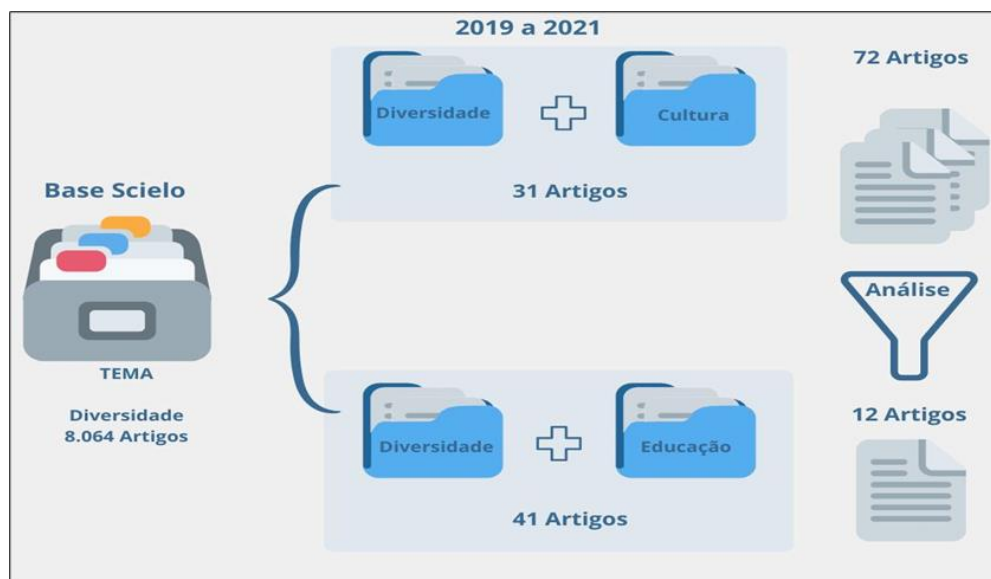 2019 a 2021
Diversidade
Cultura
31 Artigos
Base Scielo
TEMA
Diversidade
8.064 Artigos
Diversidade
Educação
41 Artigos
72 Artigos
Análise
12 Artigos